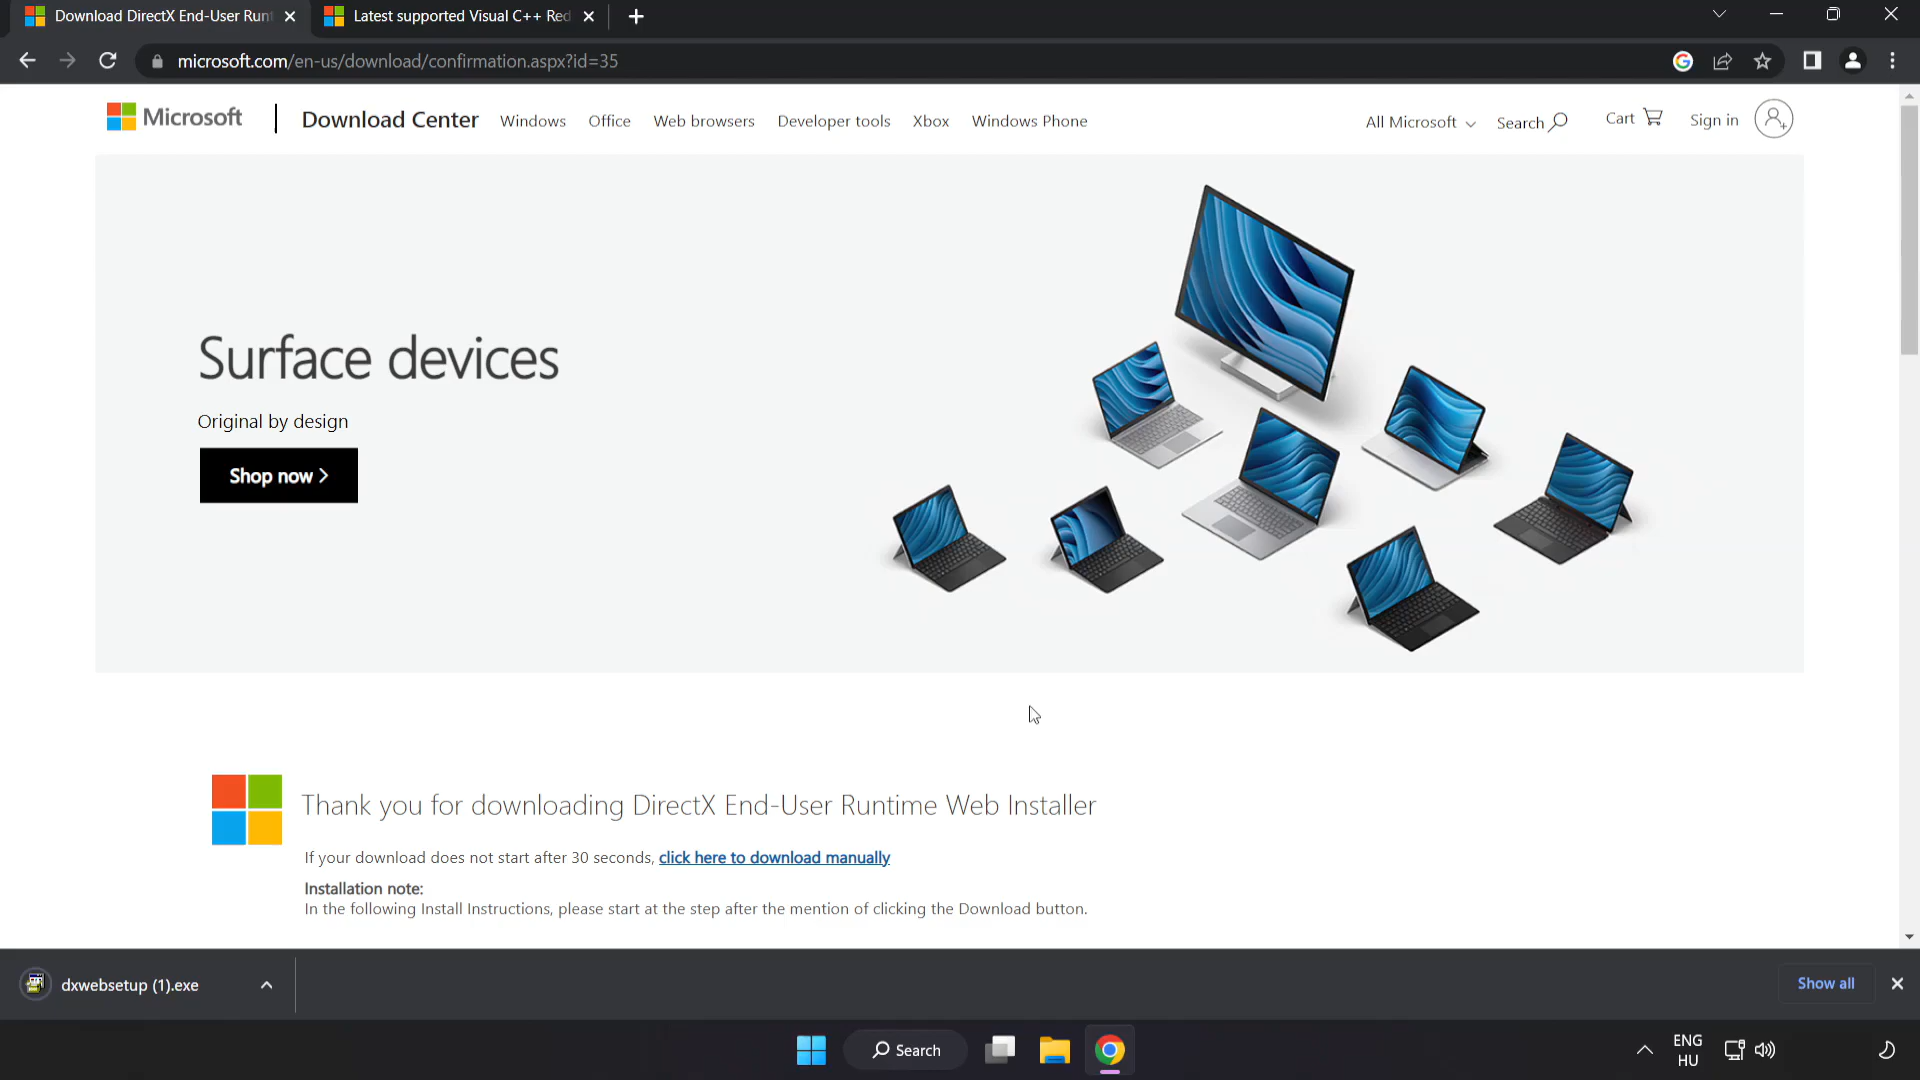 Download DirectX End-User Runt
Latest supported Visual C++ Red
microsoft.com/en-us/download/confirmation.aspx?id=35
Microsoft
Download Center
Windows
Office
Web browsers
Developer tools
Xbox
Windows Phone
All Microsoft
Search
Cart
Sign in
Surface devices
Original by design
Shop now >
Thank you for downloading DirectX End-User Runtime Web Installer
If your download does not start after 30 seconds, click here to download manually
Installation note:
In the following Install Instructions, please start at the step after the mention of clicking the Download button.
dxwebsetup (1).exe
Show all
Search
ENG
HU